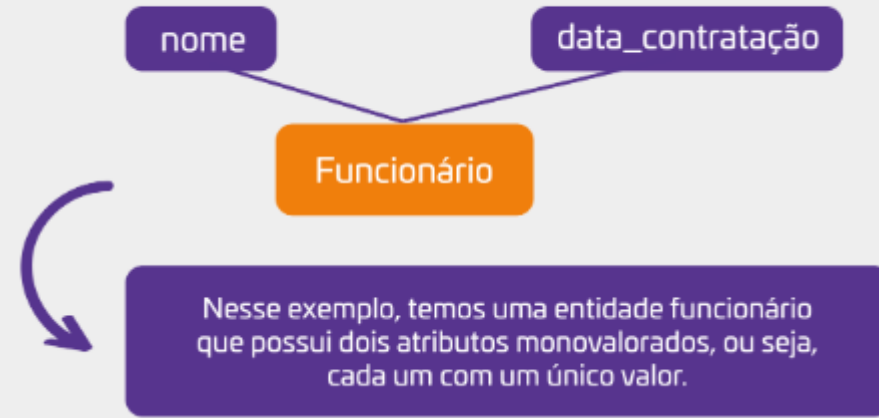 nome
data_contratação
Funcionário
Nesse exemplo, temos uma entidade funcionário
que possui dois atributos monovalorados, ou seja,
cada um com um único valor.